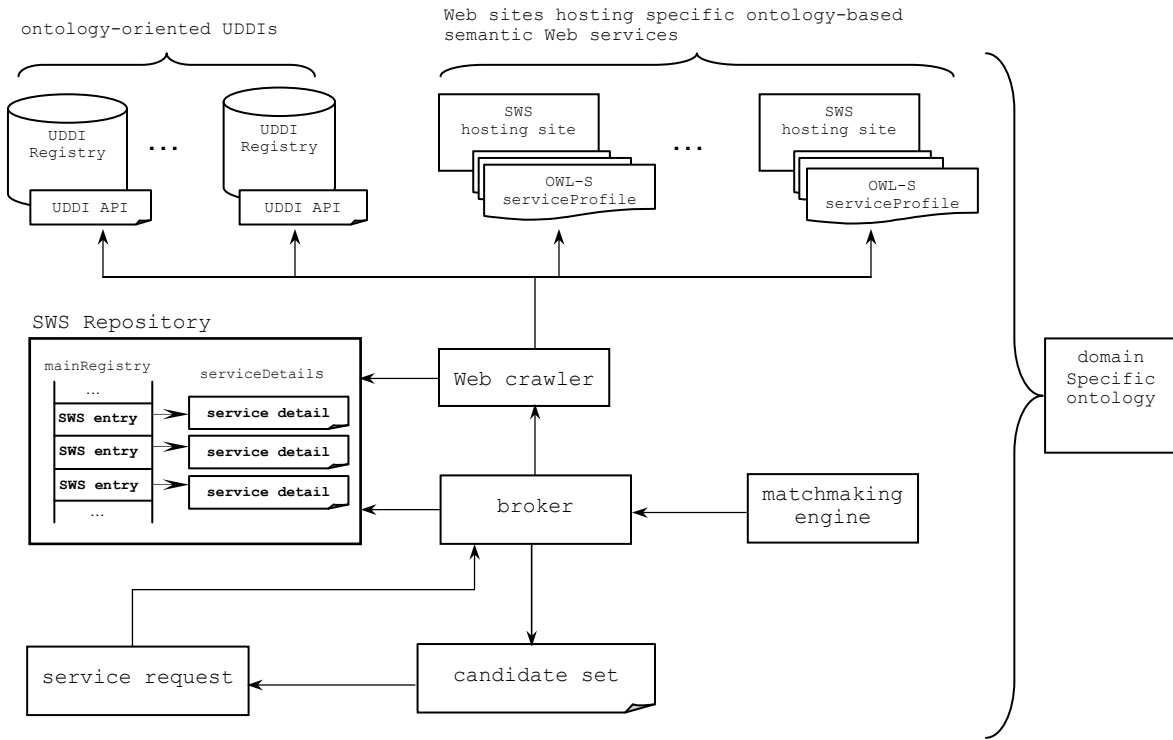 ontology-oriented UDDIs
Web sites hosting specific ontology-based
semantic Web services
UDDI
Registry
UDDI API
...
UDDI
Registry
UDDI API
SWS
hosting site
OWL-S
serviceProfile
...
SWS
hosting site
OWL-S
serviceProfile
SWS Repository
mainRegistry
serviceDetails
...
SWS entry
service detail
SWS entry
service detail
SWS entry
service detail
...
Web crawler
broker
matchmaking
engine
domain
Specific
ontology
service request
candidate set